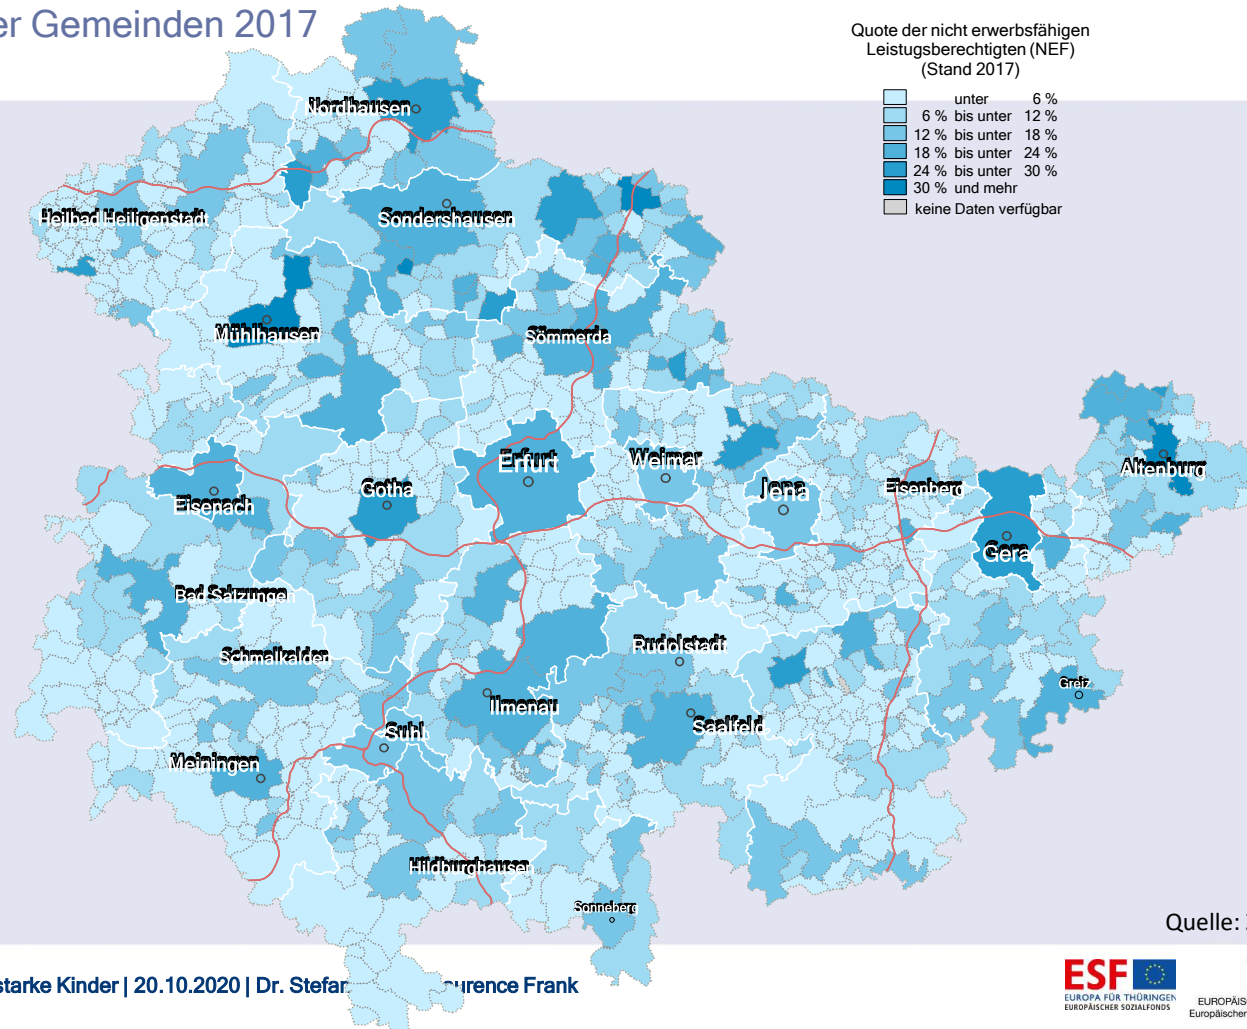 er Gemeinden 2017
Quote der nicht erwerbsfähigen
Leistugsberechtigten (NEF)
(Stand 2017)
unter 6 %
6 % bis unter 12 %
12 % bis unter 18 %
18 % bis unter 24 %
24 % bis unter 30 %
30 % und mehr
keine Daten verfügbar
Nordhausen
Heilbad Heiligenstadt
Sondershausen
Mühlhausen
Sömmerda
Erfurt
Weimar
Jena
Eisenberg
Altenburg
Gotha
Eisenach
Gera
Bad Salzungen
Schmalkalden
Rudolstadt
Greiz
Ilmenau
Saalfeld
Suhl
Meiningen
Hildburghausen
Sonneberg
Quelle:
starke Kinder | 20.10.2020 | Dr. Stefan urence Frank
ESF
EUROPA FÜR THÜRINGEN
EUROPÄISCHER SOZIALFONDS
EUROPÄIS
Europäischer